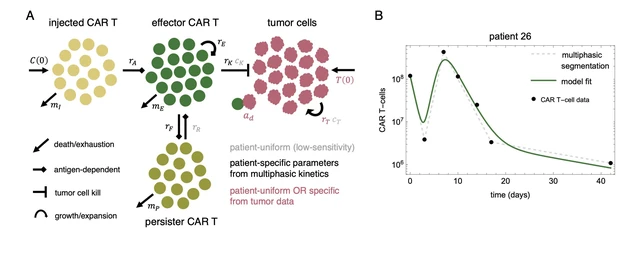 A
injected CAR T
effector CAR T
tumor cells
C(0)
r_A
r_E
r_K c_K
T(0)
m_I
m_E
a_d
r_T c_T
r_F
r_R
death/exhaustion
antigen-dependent
tumor cell kill
growth/expansion
m_P
persister CAR T
patient-uniform (low-sensitivity)
patient-specific parameters
from multiphasic kinetics
patient-uniform OR specific
from tumor data
B
patient 26
multiphasic
segmentation
model fit
CAR T-cell data
CAR T-cells
10^8
10^7
10^6
0
10
20
30
40
time (days)